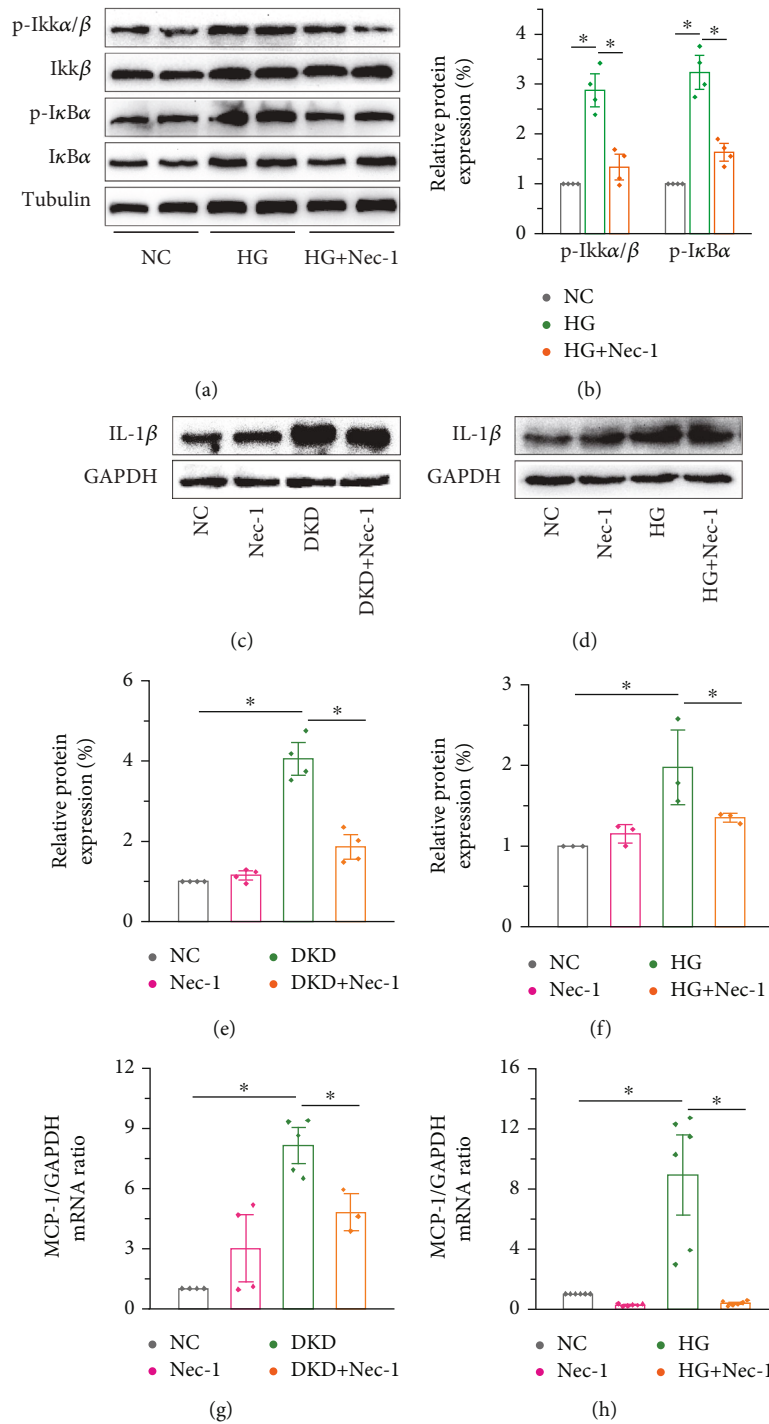 p-Ikkα/β
Ikkβ
p-IκBα
IκBα
Tubulin
NC HG HG+Nec-1
(a)
Relative protein
expression (%)
4
3
2
1
0
* * * *
p-Ikkα/β p-IκBα
NC
HG
HG+Nec-1
(b)
IL-1β
GAPDH
NC
Nec-1
DKD
DKD+Nec-1
(c)
IL-1β
GAPDH
NC
Nec-1
HG
HG+Nec-1
(d)
Relative protein
expression (%)
6
4
2
0
* *
NC DKD
Nec-1 DKD+Nec-1
(e)
Relative protein
expression (%)
3
2
1
0
* *
NC HG
Nec-1 HG+Nec-1
(f)
MCP-1/GAPDH
mRNA ratio
12
9
6
3
0
* *
NC DKD
Nec-1 DKD+Nec-1
(g)
MCP-1/GAPDH
mRNA ratio
16
12
8
4
0
* *
NC HG
Nec-1 HG+Nec-1
(h)